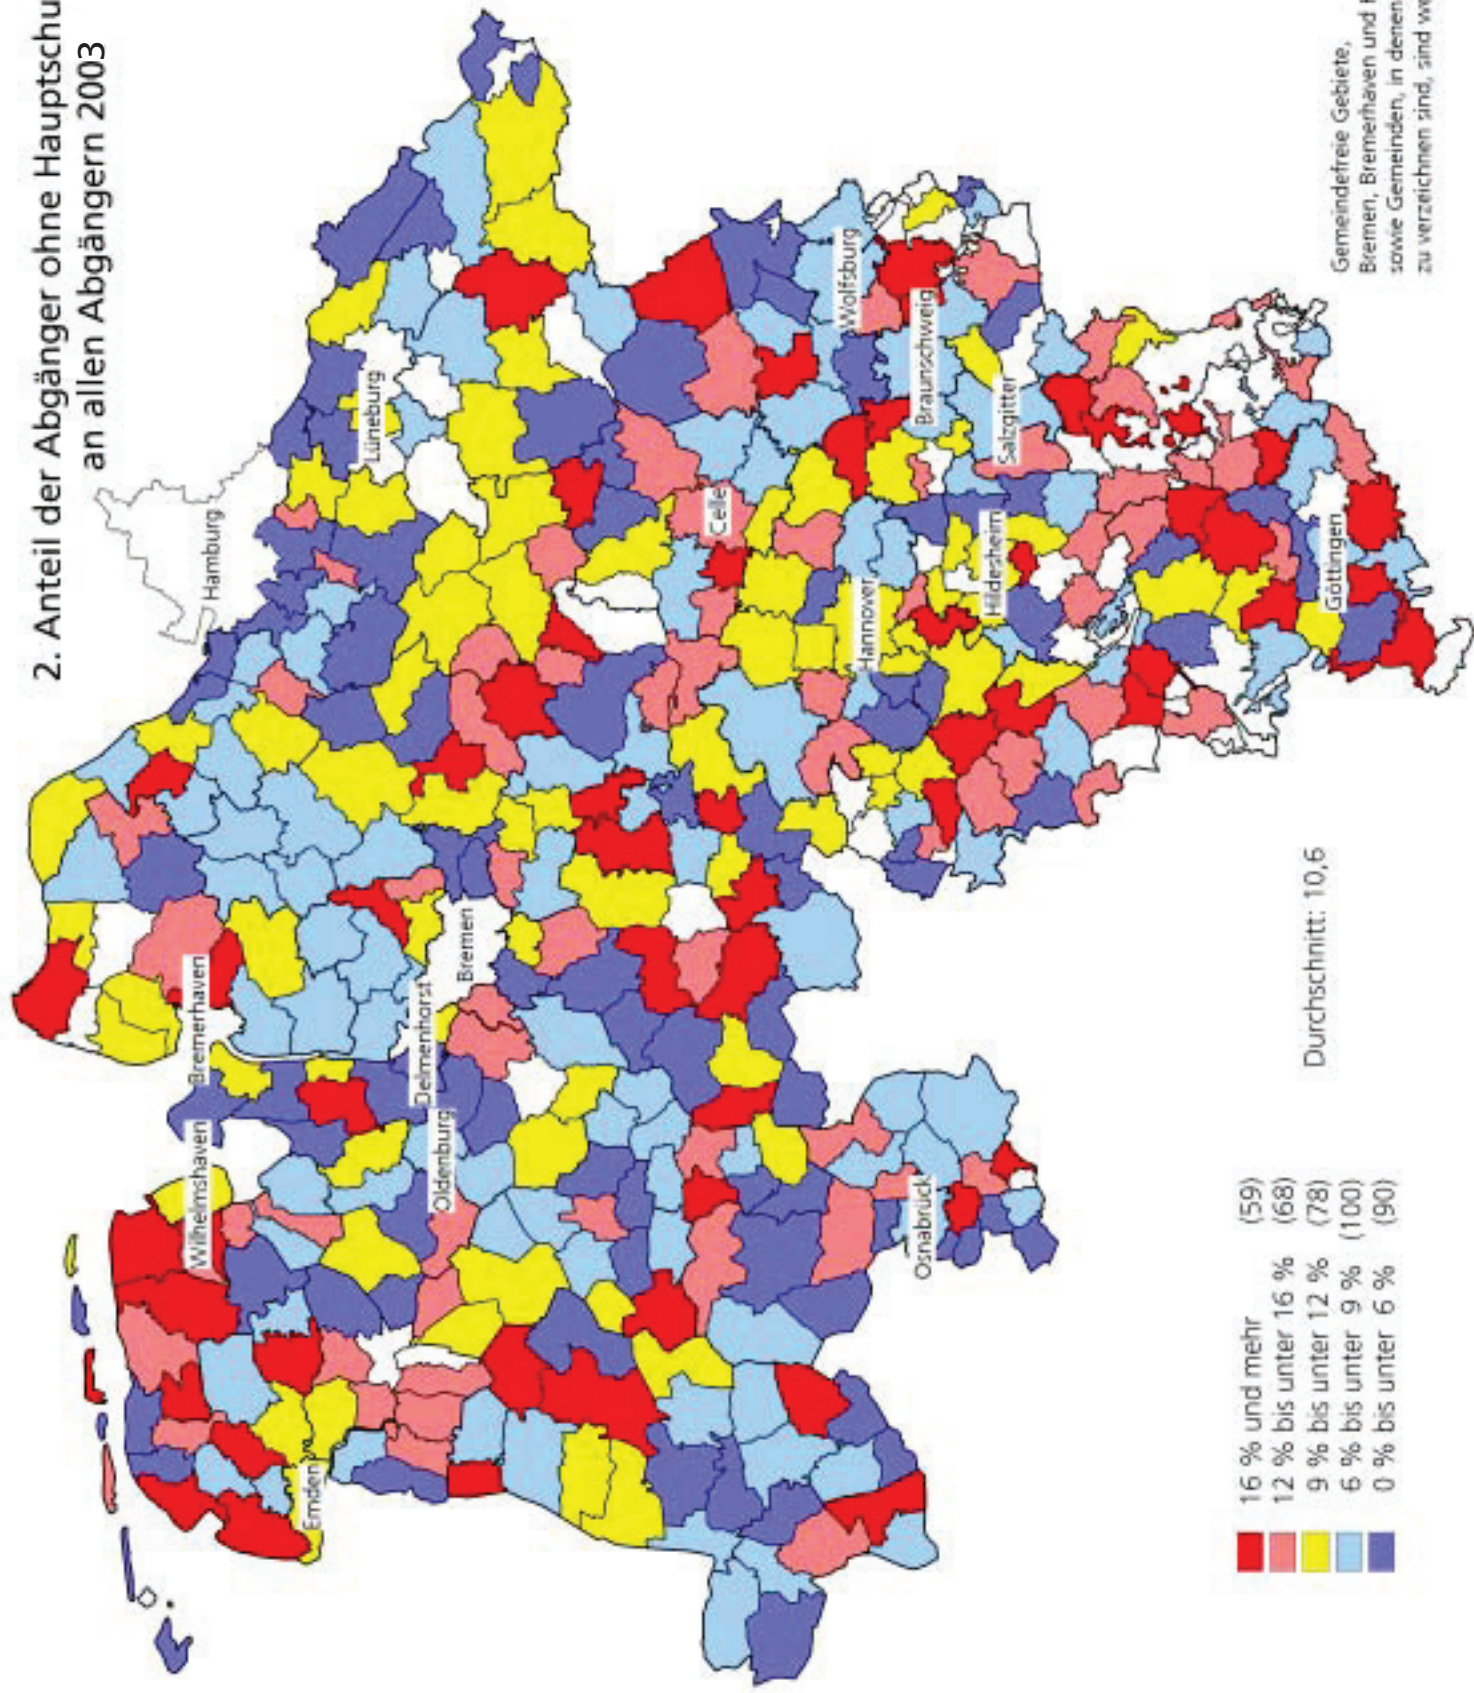 2. Anteil der Abgänger ohne Hauptschu
an allen Abgängern 2003
Hamburg
Lüneburg
Bremerhaven
Wilhelmshaven
Emden
Bremen
Delmenhorst
Oldenburg
Celle
Wolfsburg
Braunschweig
Hannover
Salzgitter
Hildesheim
Osnabrück
Göttingen
16 % und mehr (59)
12 % bis unter 16 % (68)
9 % bis unter 12 % (78)
6 % bis unter 9 % (100)
0 % bis unter 6 % (90)
Durchschnitt: 10,6
Gemeindefreie Gebiete,
Bremen, Bremerhaven und
sowie Gemeinden, in denen
zu verzeichnen sind, sind